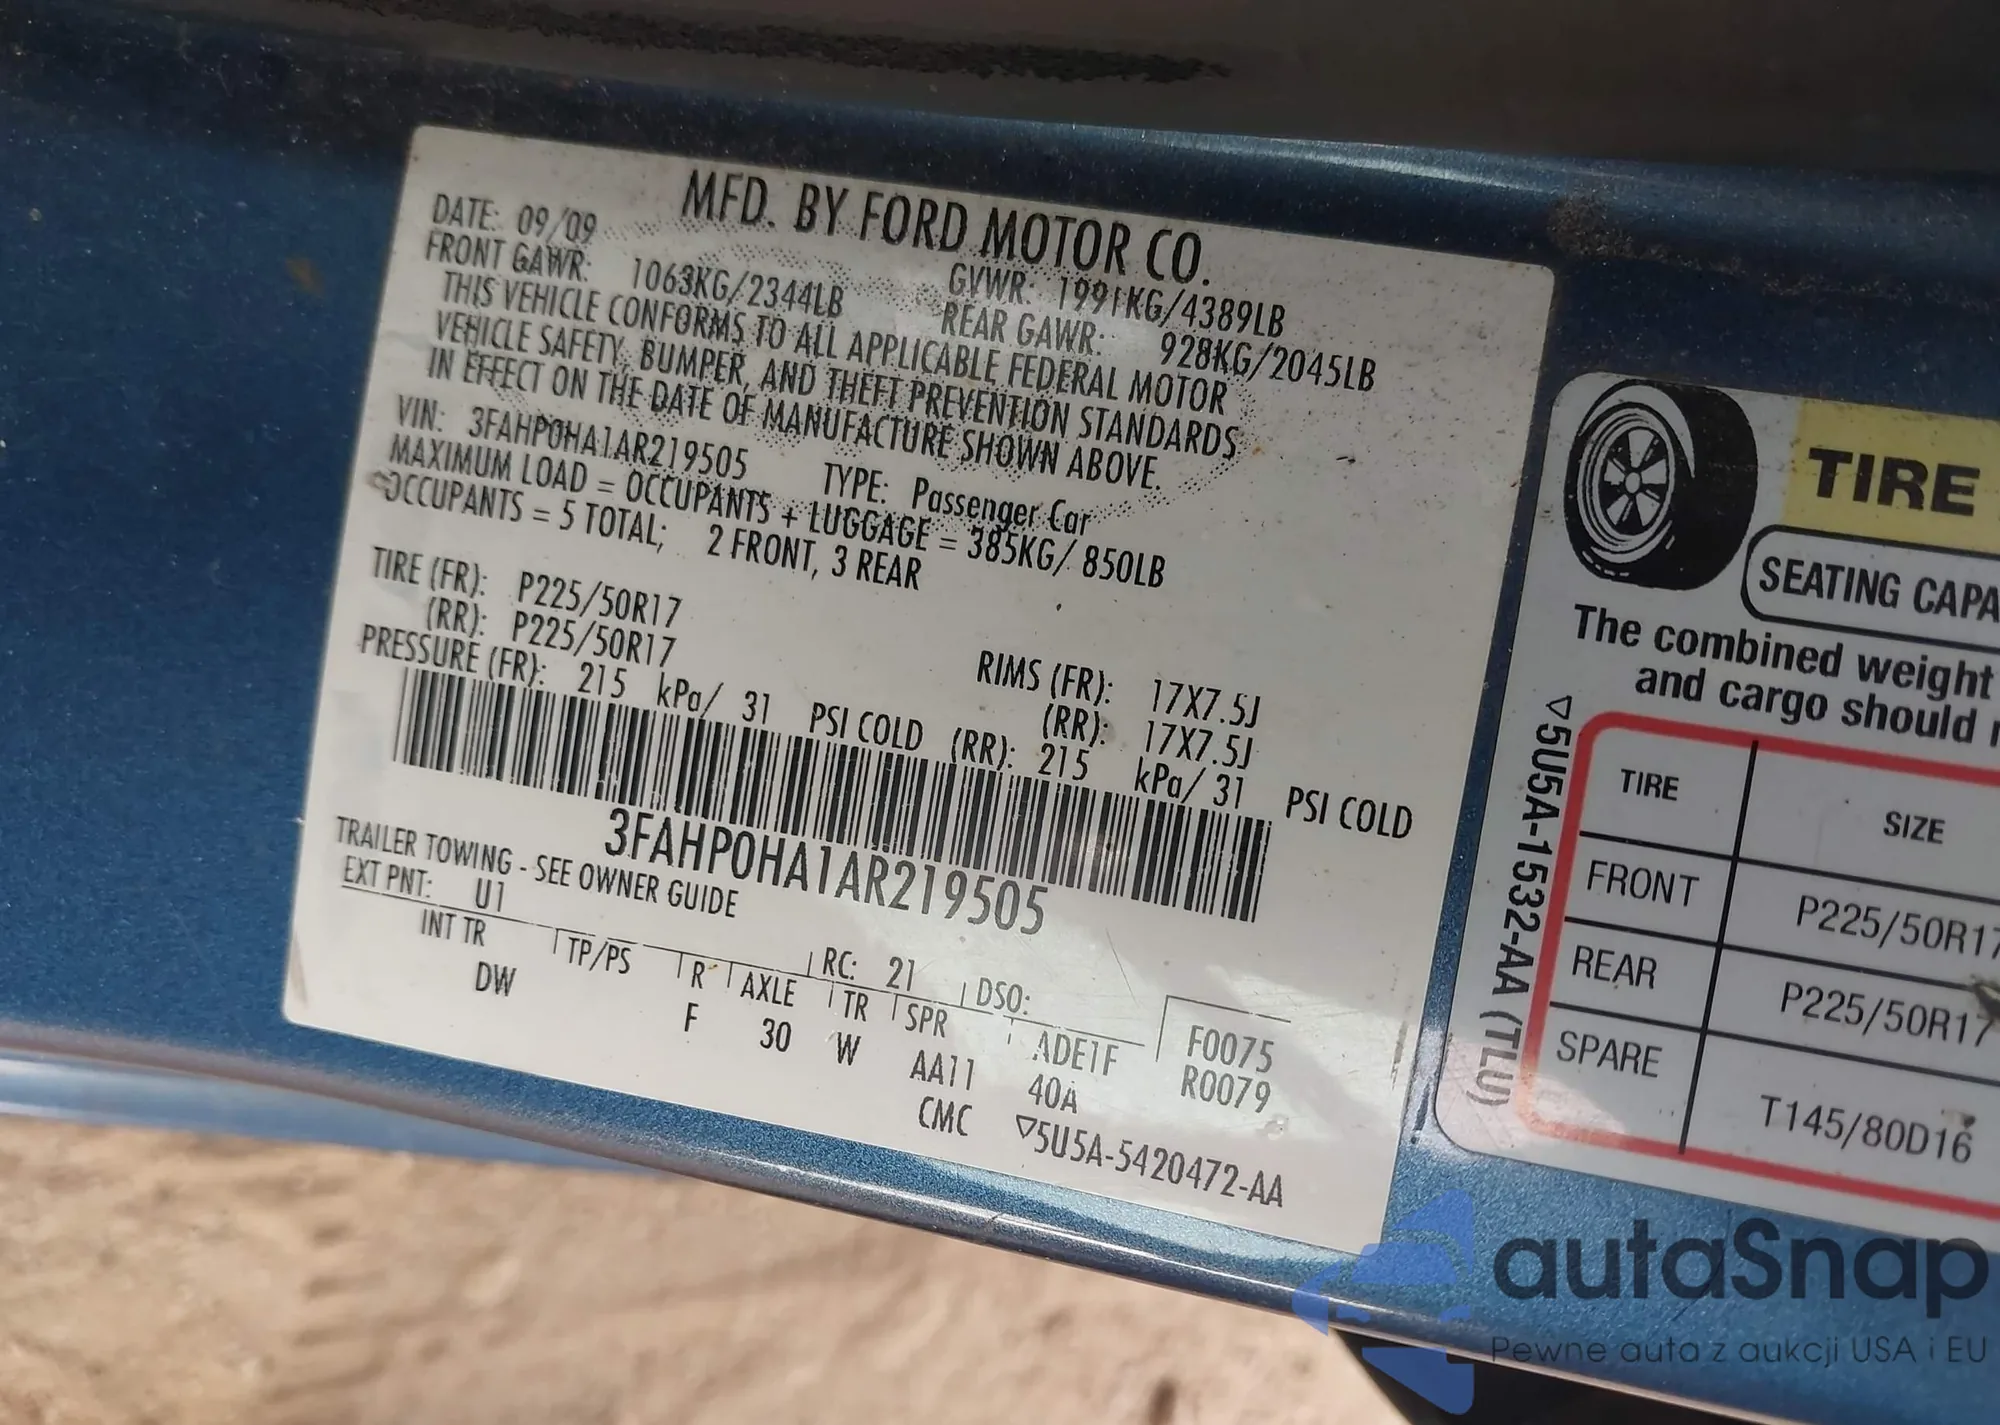 MFD. BY FORD MOTOR CO.
DATE: 09/09 GVWR: 1991KG/4389LB
FRONT GAWR: 1063KG/2344LB REAR GAWR: 928KG/2045LB
THIS VEHICLE CONFORMS TO ALL APPLICABLE FEDERAL MOTOR
VEHICLE SAFETY, BUMPER, AND THEFT PREVENTION STANDARDS
IN EFFECT ON THE DATE OF MANUFACTURE SHOWN ABOVE.
VIN: 3FAHP0HA1AR219505 TYPE: Passenger Car
MAXIMUM LOAD = OCCUPANTS + LUGGAGE = 385KG/ 850LB
OCCUPANTS = 5 TOTAL; 2 FRONT, 3 REAR
TIRE (FR): P225/50R17 RIMS (FR): 17X7.5J
(RR): P225/50R17 (RR): 17X7.5J
PRESSURE (FR): 215 kPa/ 31 PSI COLD (RR): 215 kPa/ 31 PSI COLD
3FAHP0HA1AR219505
TRAILER TOWING - SEE OWNER GUIDE
EXT PNT: U1 RC: 21 DSO:
INT TR TP/PS R AXLE TR SPR ADE1F F0075
DW F 30 W AA11 40A R0079
CMC ▽5U5A-5420472-AA
TIRE
SEATING CAPA
The combined weight
and cargo should
▽5U5A-1532-AA (TLU)
TIRE SIZE
FRONT P225/50R17
REAR P225/50R17
SPARE T145/80D16
autaSnap
Pewne auta z aukcji USA i EU